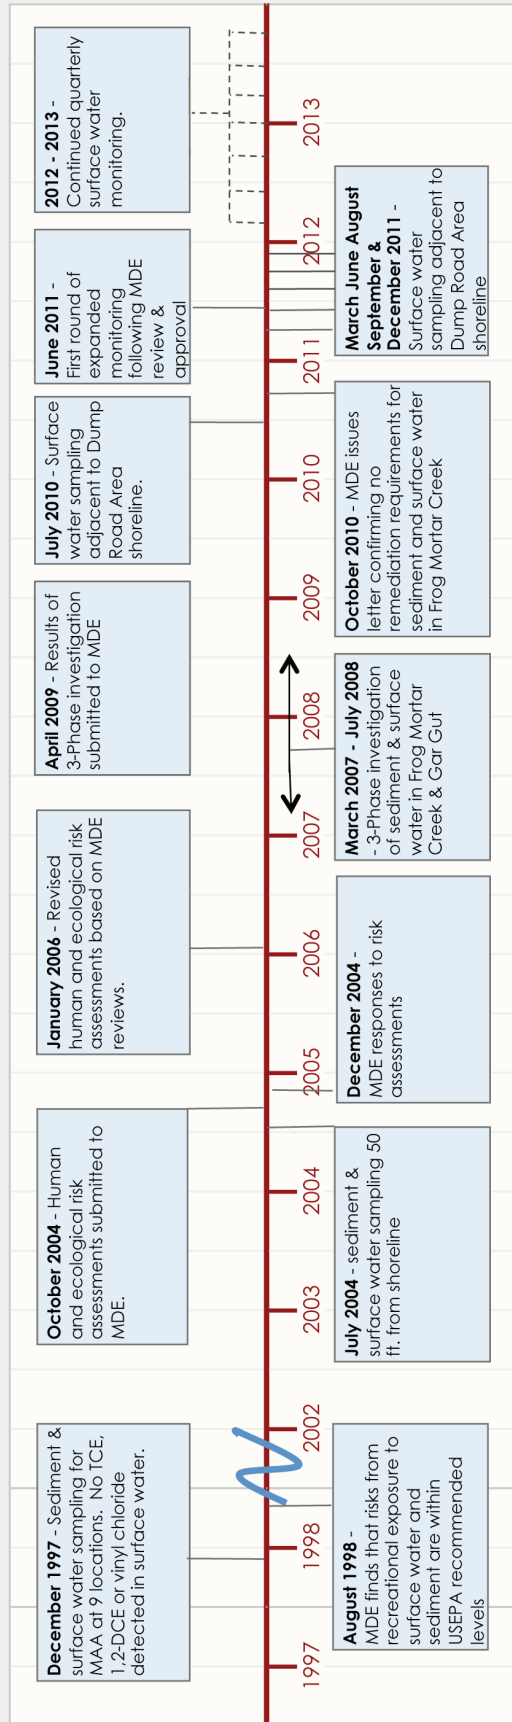 December 1997 - Sediment &
surface water sampling for
MAA at 9 locations. No TCE,
1,2-DCE or vinyl chloride
detected in surface water.
October 2004 - Human
and ecological risk
assessments submitted to
MDE.
January 2006 - Revised
human and ecological risk
assessments based on MDE
reviews.
April 2009 - Results of
3-Phase investigation
submitted to MDE
July 2010 - Surface
water sampling
adjacent to Dump
Road Area
shoreline.
June 2011 -
First round of
expanded
monitoring
following MDE
review &
approval
2012 - 2013 -
Continued quarterly
surface water
monitoring.
1997
1998
2002
2003
2004
2005
2006
2007
2008
2009
2010
2011
2012
2013
August 1998 -
MDE finds that risks from
recreational exposure to
surface water and
sediment are within
USEPA recommended
levels
July 2004 - sediment &
surface water sampling 50
ft. from shoreline
December 2004 -
MDE responses to risk
assessments
March 2007 - July 2008
- 3-Phase investigation
of sediment & surface
water in Frog Mortar
Creek & Gar Gut
October 2010 - MDE issues
letter confirming no
remediation requirements for
sediment and surface water
in Frog Mortar Creek
March June August
September &
December 2011 -
Surface water
sampling adjacent to
Dump Road Area
shoreline